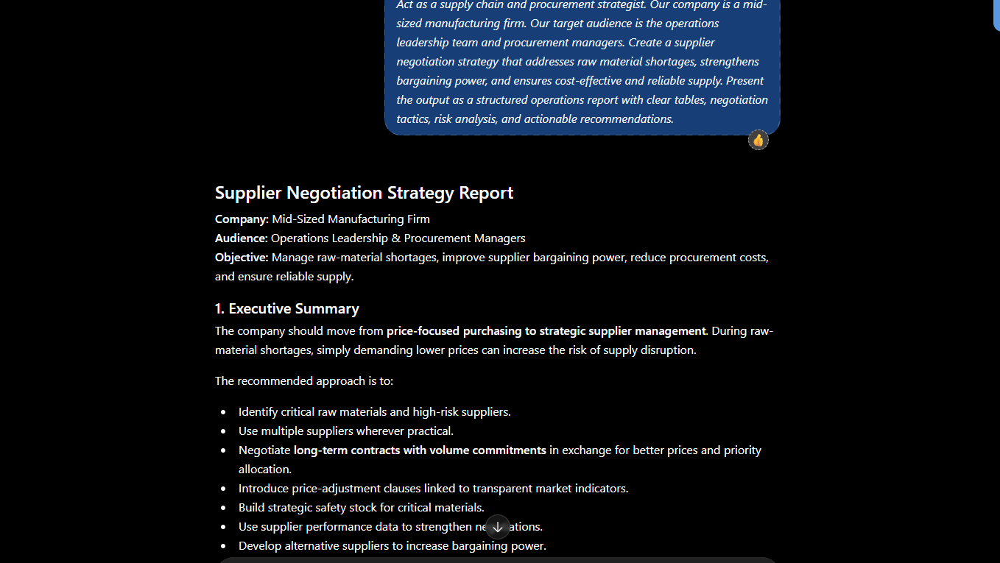 Act as a supply chain and procurement strategist. Our company is a mid-
sized manufacturing firm. Our target audience is the operations
leadership team and procurement managers. Create a supplier
negotiation strategy that addresses raw material shortages, strengthens
bargaining power, and ensures cost-effective and reliable supply. Present
the output as a structured operations report with clear tables, negotiation
tactics, risk analysis, and actionable recommendations.
Supplier Negotiation Strategy Report
Company: Mid-Sized Manufacturing Firm
Audience: Operations Leadership & Procurement Managers
Objective: Manage raw-material shortages, improve supplier bargaining power, reduce procurement costs,
and ensure reliable supply.
1. Executive Summary
The company should move from price-focused purchasing to strategic supplier management. During raw-
material shortages, simply demanding lower prices can increase the risk of supply disruption.
The recommended approach is to:
• Identify critical raw materials and high-risk suppliers.
• Use multiple suppliers wherever practical.
• Negotiate long-term contracts with volume commitments in exchange for better prices and priority
allocation.
• Introduce price-adjustment clauses linked to transparent market indicators.
• Build strategic safety stock for critical materials.
• Use supplier performance data to strengthen
• Develop alternative suppliers to increase bargaining power.